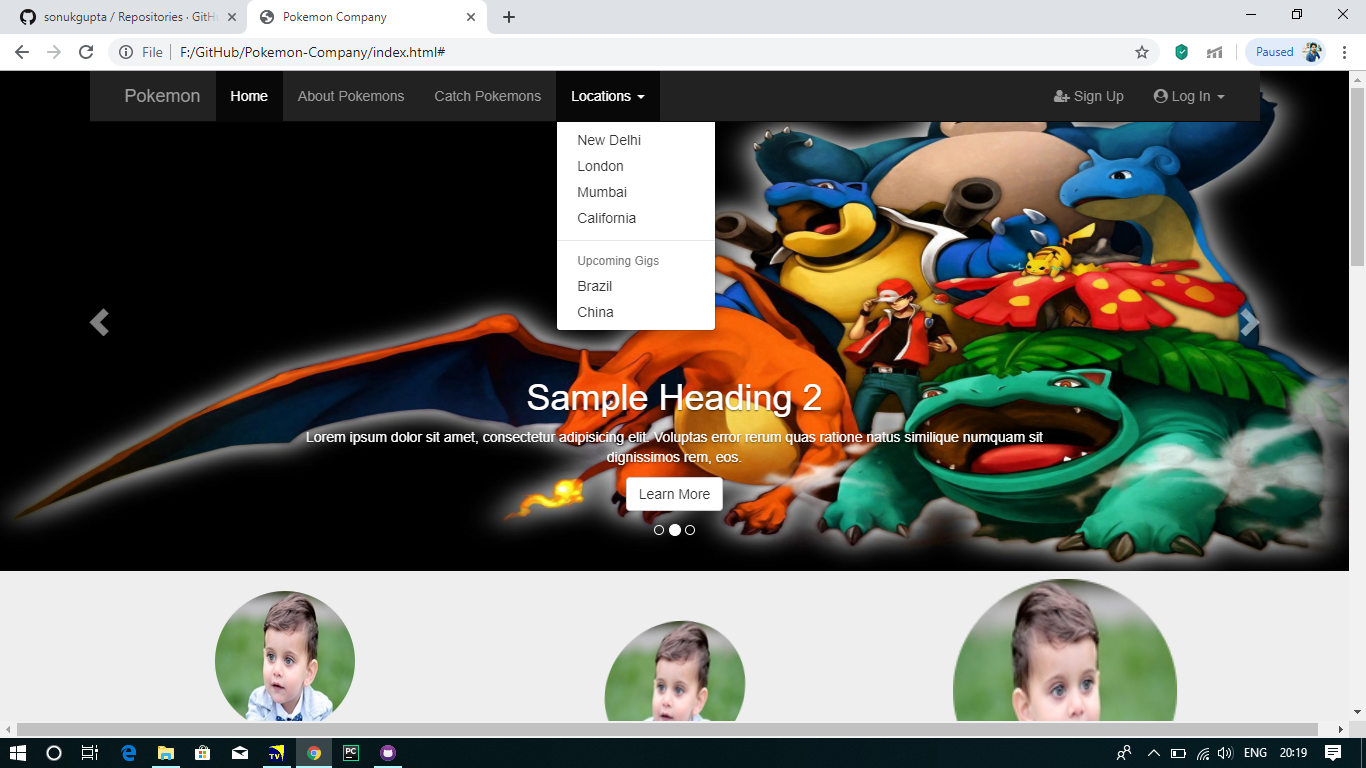 sonukgupta / Repositories · GitH
Pokemon Company
File
F:/GitHub/Pokemon-Company/index.html#
Paused
Pokemon Home About Pokemons Catch Pokemons Locations Sign Up Log In
New Delhi
London
Mumbai
California
Upcoming Gigs
Brazil
China
Sample Heading 2
Lorem ipsum dolor sit amet, consectetur adipisicing elit. Voluptas error rerum quas ratione natus similique numquam sit
dignissimos rem, eos.
Learn More
TV
PC
ENG 20:19